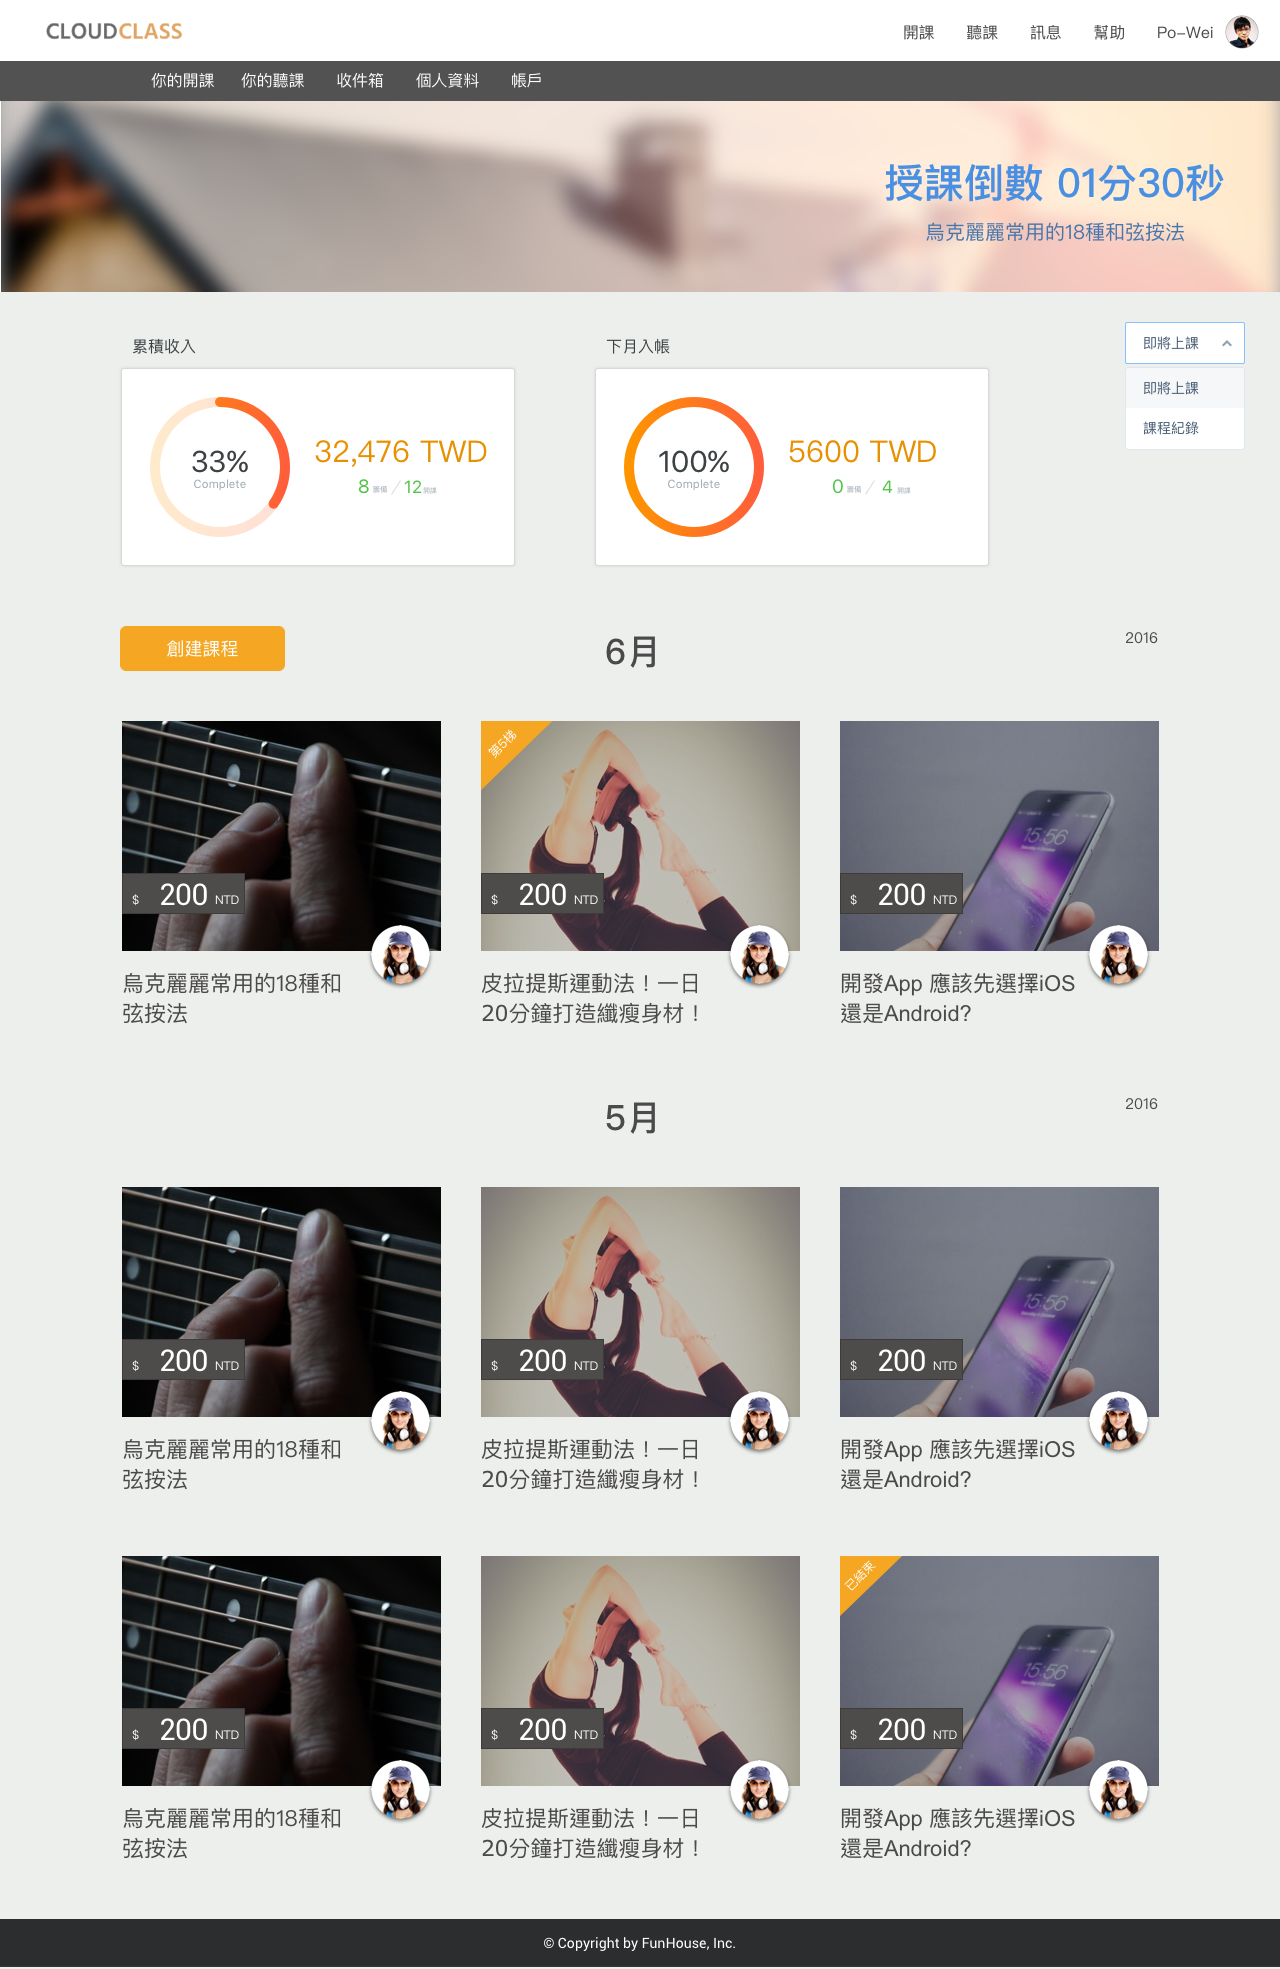 CLOUDCLASS
開課 聽課 訊息 幫助 Po-Wei
你的開課 你的聽課 收件箱 個人資料 帳戶
授課倒數 01分30秒
烏克麗麗常用的18種和弦按法
累積收入
下月入帳
即將上課
即將上課
課程紀錄
33%
Complete
32,476 TWD
8 籌備 / 12 開課
100%
Complete
5600 TWD
0 籌備 / 4 開課
創建課程
6月
2016
第5梯
15:56
$ 200 NTD
$ 200 NTD
$ 200 NTD
烏克麗麗常用的18種和
弦按法
皮拉提斯運動法！一日
20分鐘打造纖瘦身材！
開發App 應該先選擇iOS
還是Android?
5月
2016
15:56
$ 200 NTD
$ 200 NTD
$ 200 NTD
烏克麗麗常用的18種和
弦按法
皮拉提斯運動法！一日
20分鐘打造纖瘦身材！
開發App 應該先選擇iOS
還是Android?
已結束
15:56
$ 200 NTD
$ 200 NTD
$ 200 NTD
烏克麗麗常用的18種和
弦按法
皮拉提斯運動法！一日
20分鐘打造纖瘦身材！
開發App 應該先選擇iOS
還是Android?
© Copyright by FunHouse, Inc.